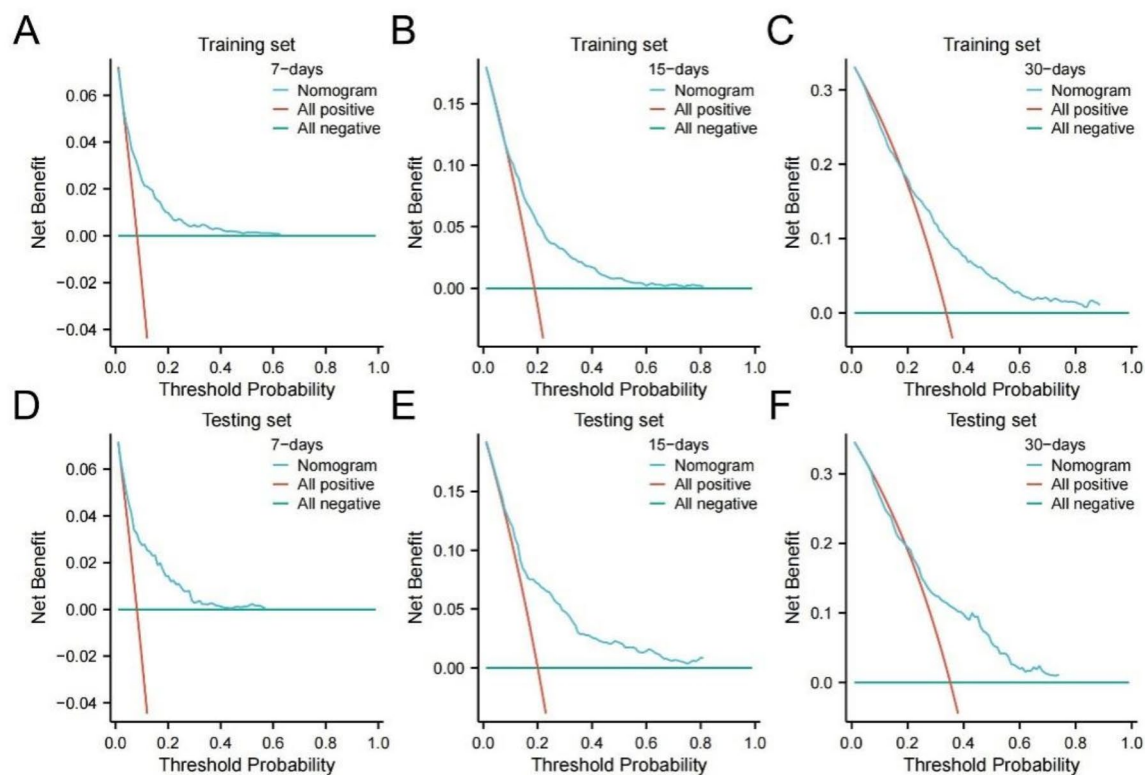 A
Training set
7-days
Nomogram
All positive
All negative
Net Benefit
0.06
0.04
0.02
0.00
−0.02
−0.04
0.0 0.2 0.4 0.6 0.8 1.0
Threshold Probability
B
Training set
15-days
Nomogram
All positive
All negative
Net Benefit
0.15
0.10
0.05
0.00
0.0 0.2 0.4 0.6 0.8 1.0
Threshold Probability
C
Training set
30-days
Nomogram
All positive
All negative
Net Benefit
0.3
0.2
0.1
0.0
0.0 0.2 0.4 0.6 0.8 1.0
Threshold Probability
D
Testing set
7-days
Nomogram
All positive
All negative
Net Benefit
0.06
0.04
0.02
0.00
−0.02
−0.04
0.0 0.2 0.4 0.6 0.8 1.0
Threshold Probability
E
Testing set
15-days
Nomogram
All positive
All negative
Net Benefit
0.15
0.10
0.05
0.00
0.0 0.2 0.4 0.6 0.8 1.0
Threshold Probability
F
Testing set
30-days
Nomogram
All positive
All negative
Net Benefit
0.3
0.2
0.1
0.0
0.0 0.2 0.4 0.6 0.8 1.0
Threshold Probability